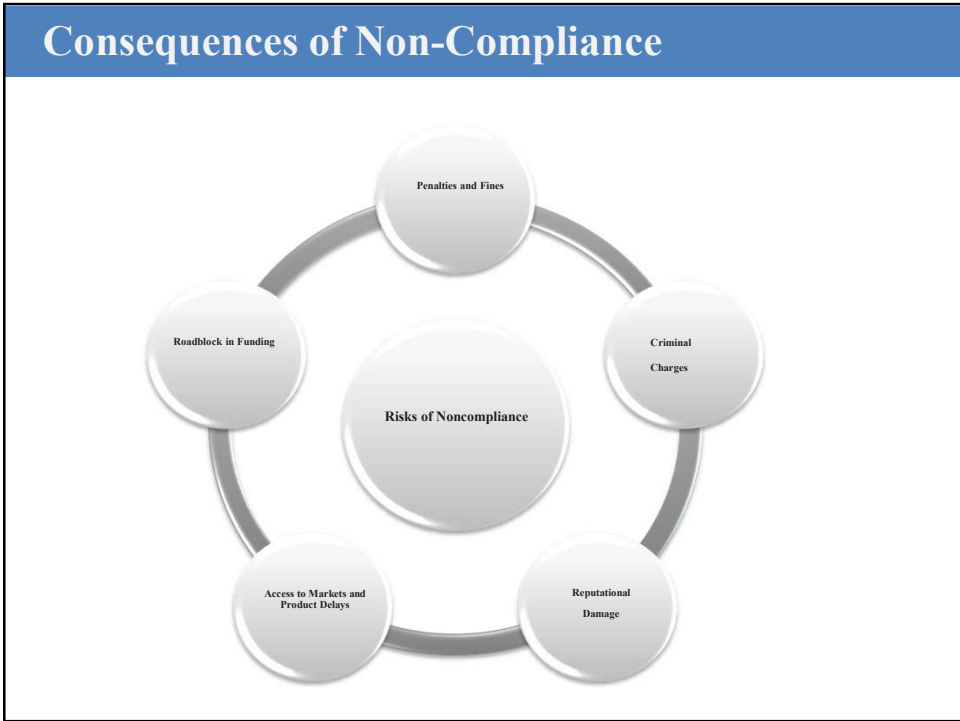 Consequences of Non-Compliance
Penalties and Fines
Roadblock in Funding
Criminal
Charges
Risks of Noncompliance
Access to Markets and
Product Delays
Reputational
Damage